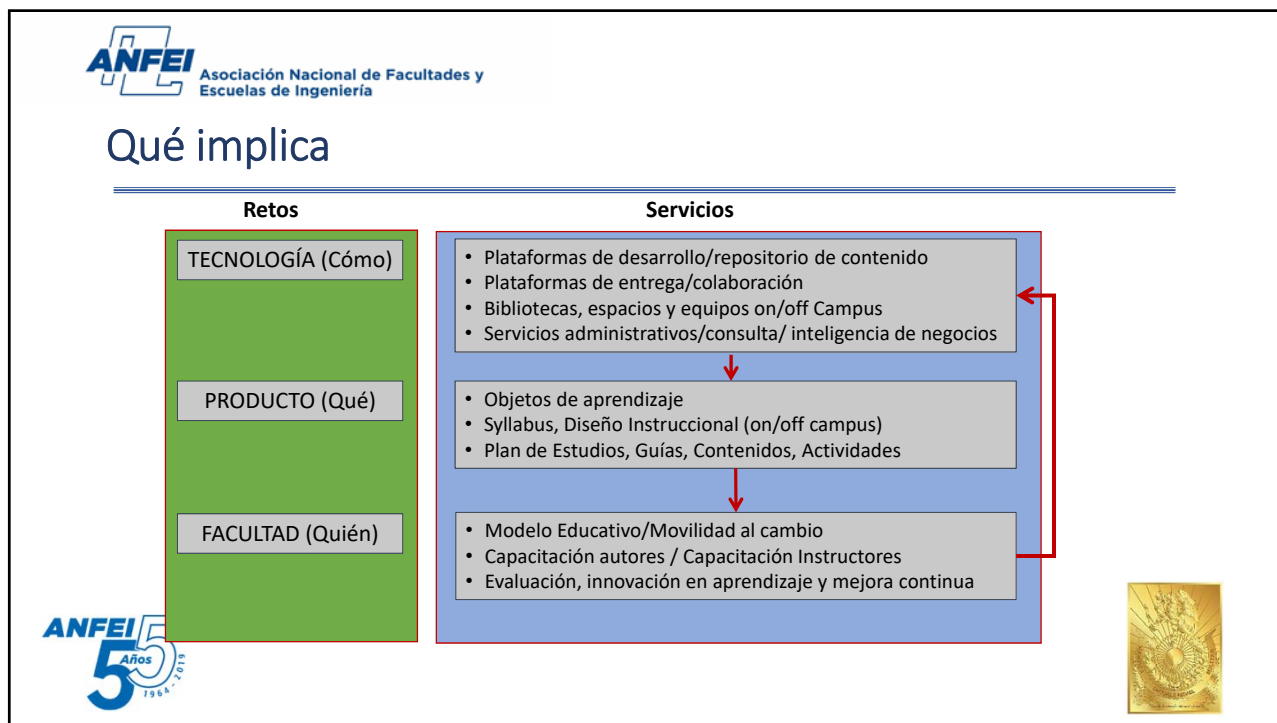 ANFEI
Asociación Nacional de Facultades y
Escuelas de Ingeniería
Qué implica
Retos
Servicios
TECNOLOGÍA (Cómo)
• Plataformas de desarrollo/repositorio de contenido
• Plataformas de entrega/colaboración
• Bibliotecas, espacios y equipos on/off Campus
• Servicios administrativos/consulta/ inteligencia de negocios
PRODUCTO (Qué)
• Objetos de aprendizaje
• Syllabus, Diseño Instruccional (on/off campus)
• Plan de Estudios, Guías, Contenidos, Actividades
FACULTAD (Quién)
• Modelo Educativo/Movilidad al cambio
• Capacitación autores / Capacitación Instructores
• Evaluación, innovación en aprendizaje y mejora continua
ANFEI
55
Años
1964 - 2019